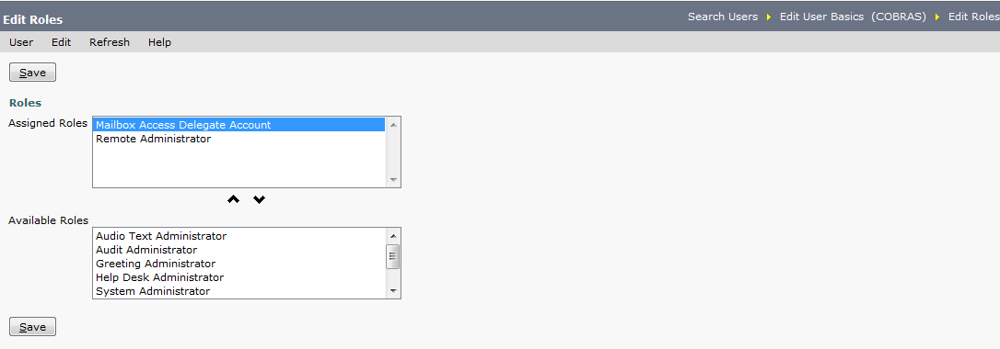 Edit Roles
Search Users Edit User Basics (COBRAS) Edit Roles
User Edit Refresh Help
Save
Roles
Assigned Roles
Mailbox Access Delegate Account
Remote Administrator
Available Roles
Audio Text Administrator
Audit Administrator
Greeting Administrator
Help Desk Administrator
System Administrator
Save